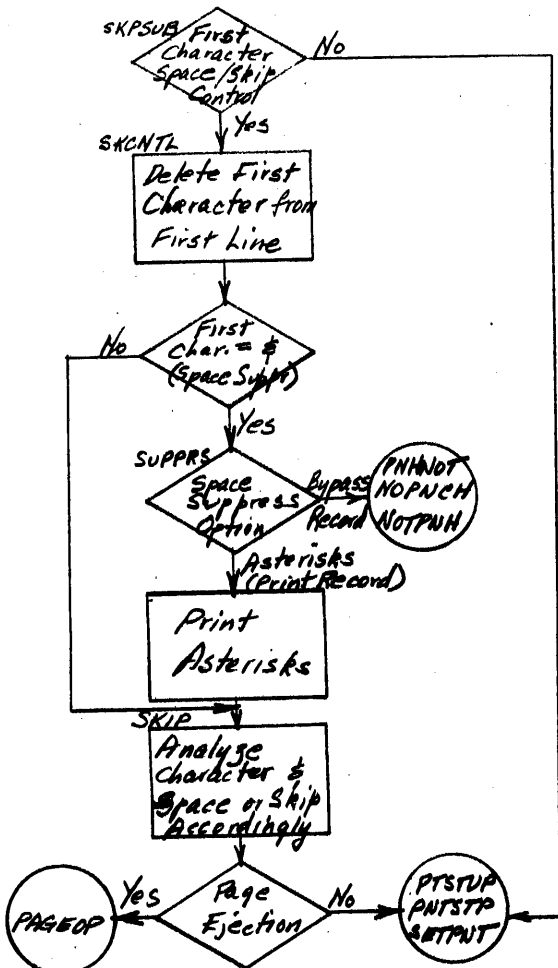 SKPSUB
First
Character
Space/Skip
Control
No
Yes
SKCNTL
Delete First
Character from
First Line
First
Char. = $
(Space Suppr)
No
Yes
SUPPRS
Space
Suppress
Option
Bypass
Record
PNHNOT
NOPNCH
NOTPNH
Asterisks
(Print Record)
Print
Asterisks
SKIP
Analyze
Character &
Space or Skip
Accordingly
Page
Ejection
Yes
PAGEOP
No
PTSTUP
PNTSTP
SETPNT